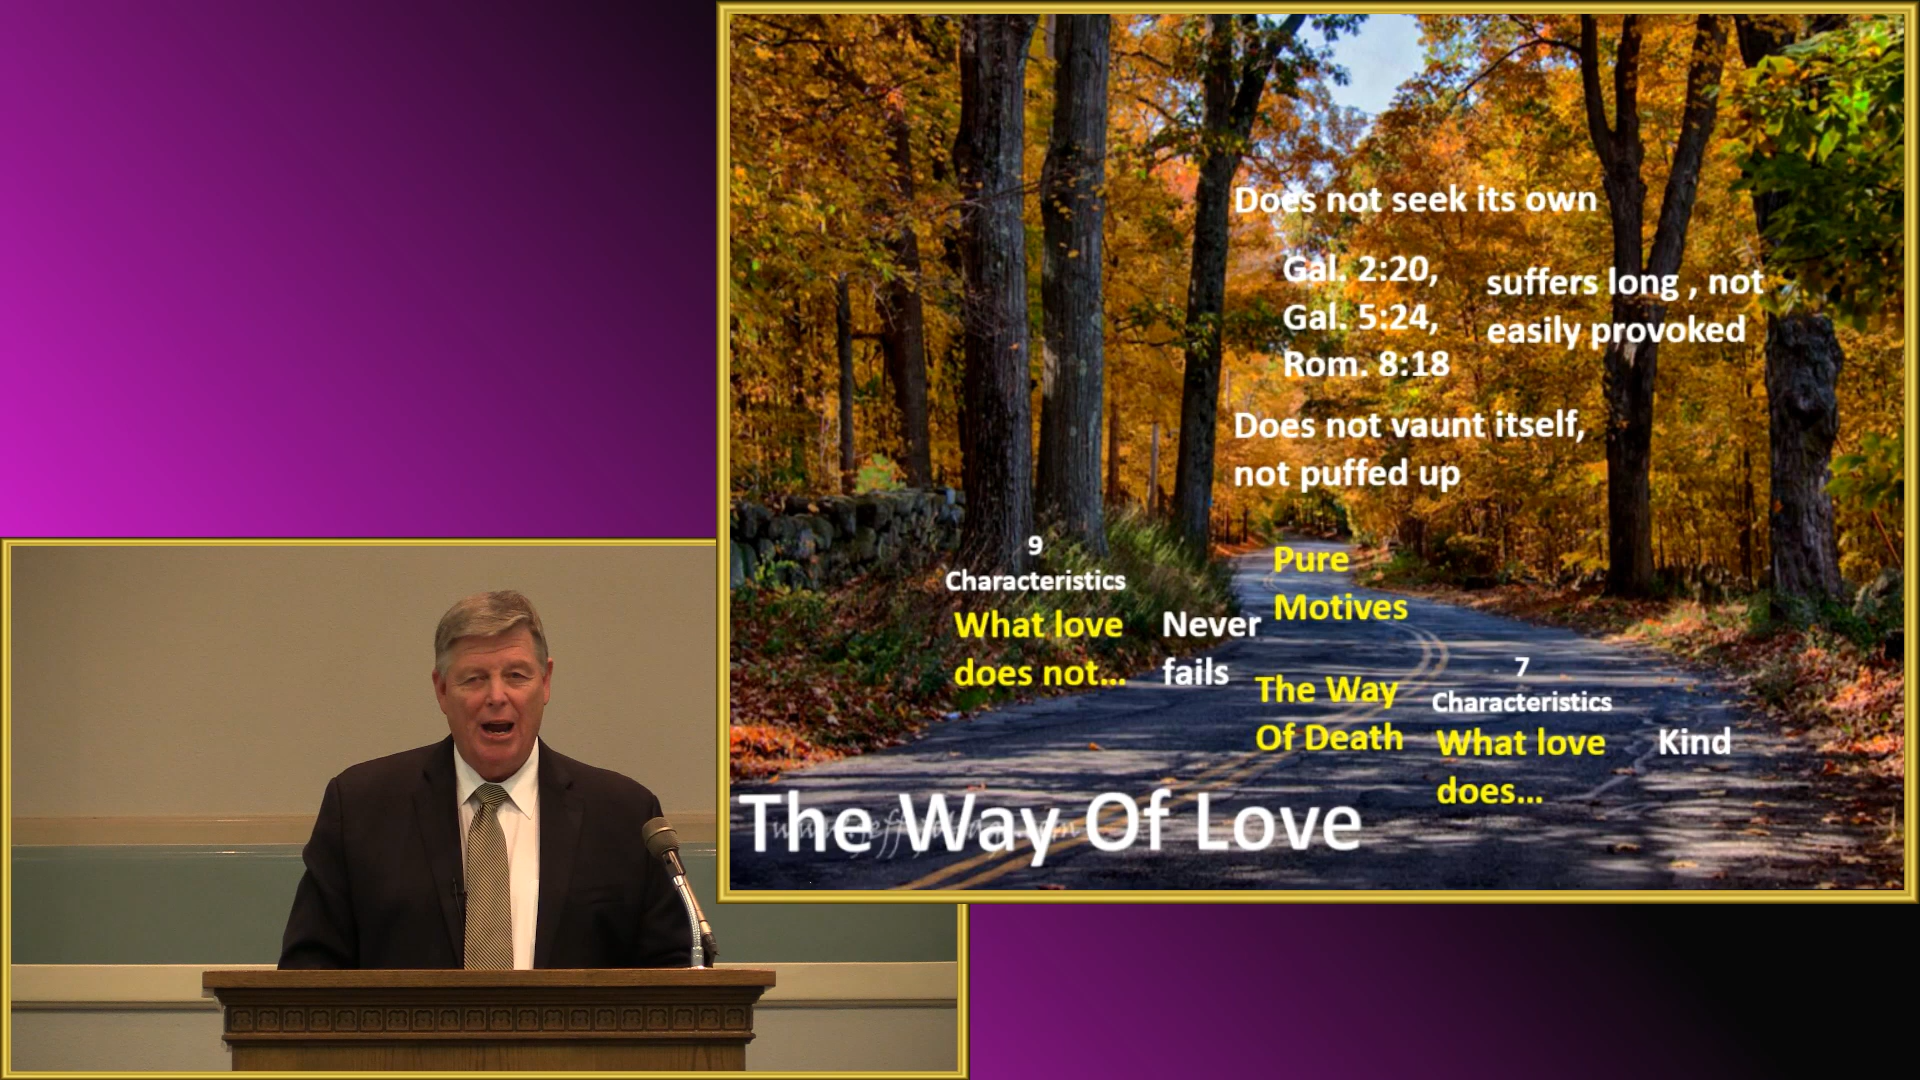 Does not seek its own
Gal. 2:20,
Gal. 5:24,
Rom. 8:18
suffers long , not
easily provoked
Does not vaunt itself,
not puffed up
9
Characteristics
What love
does not...
Never
fails
Pure
Motives
The Way
Of Death
7
Characteristics
What love
does...
Kind
The Way Of Love